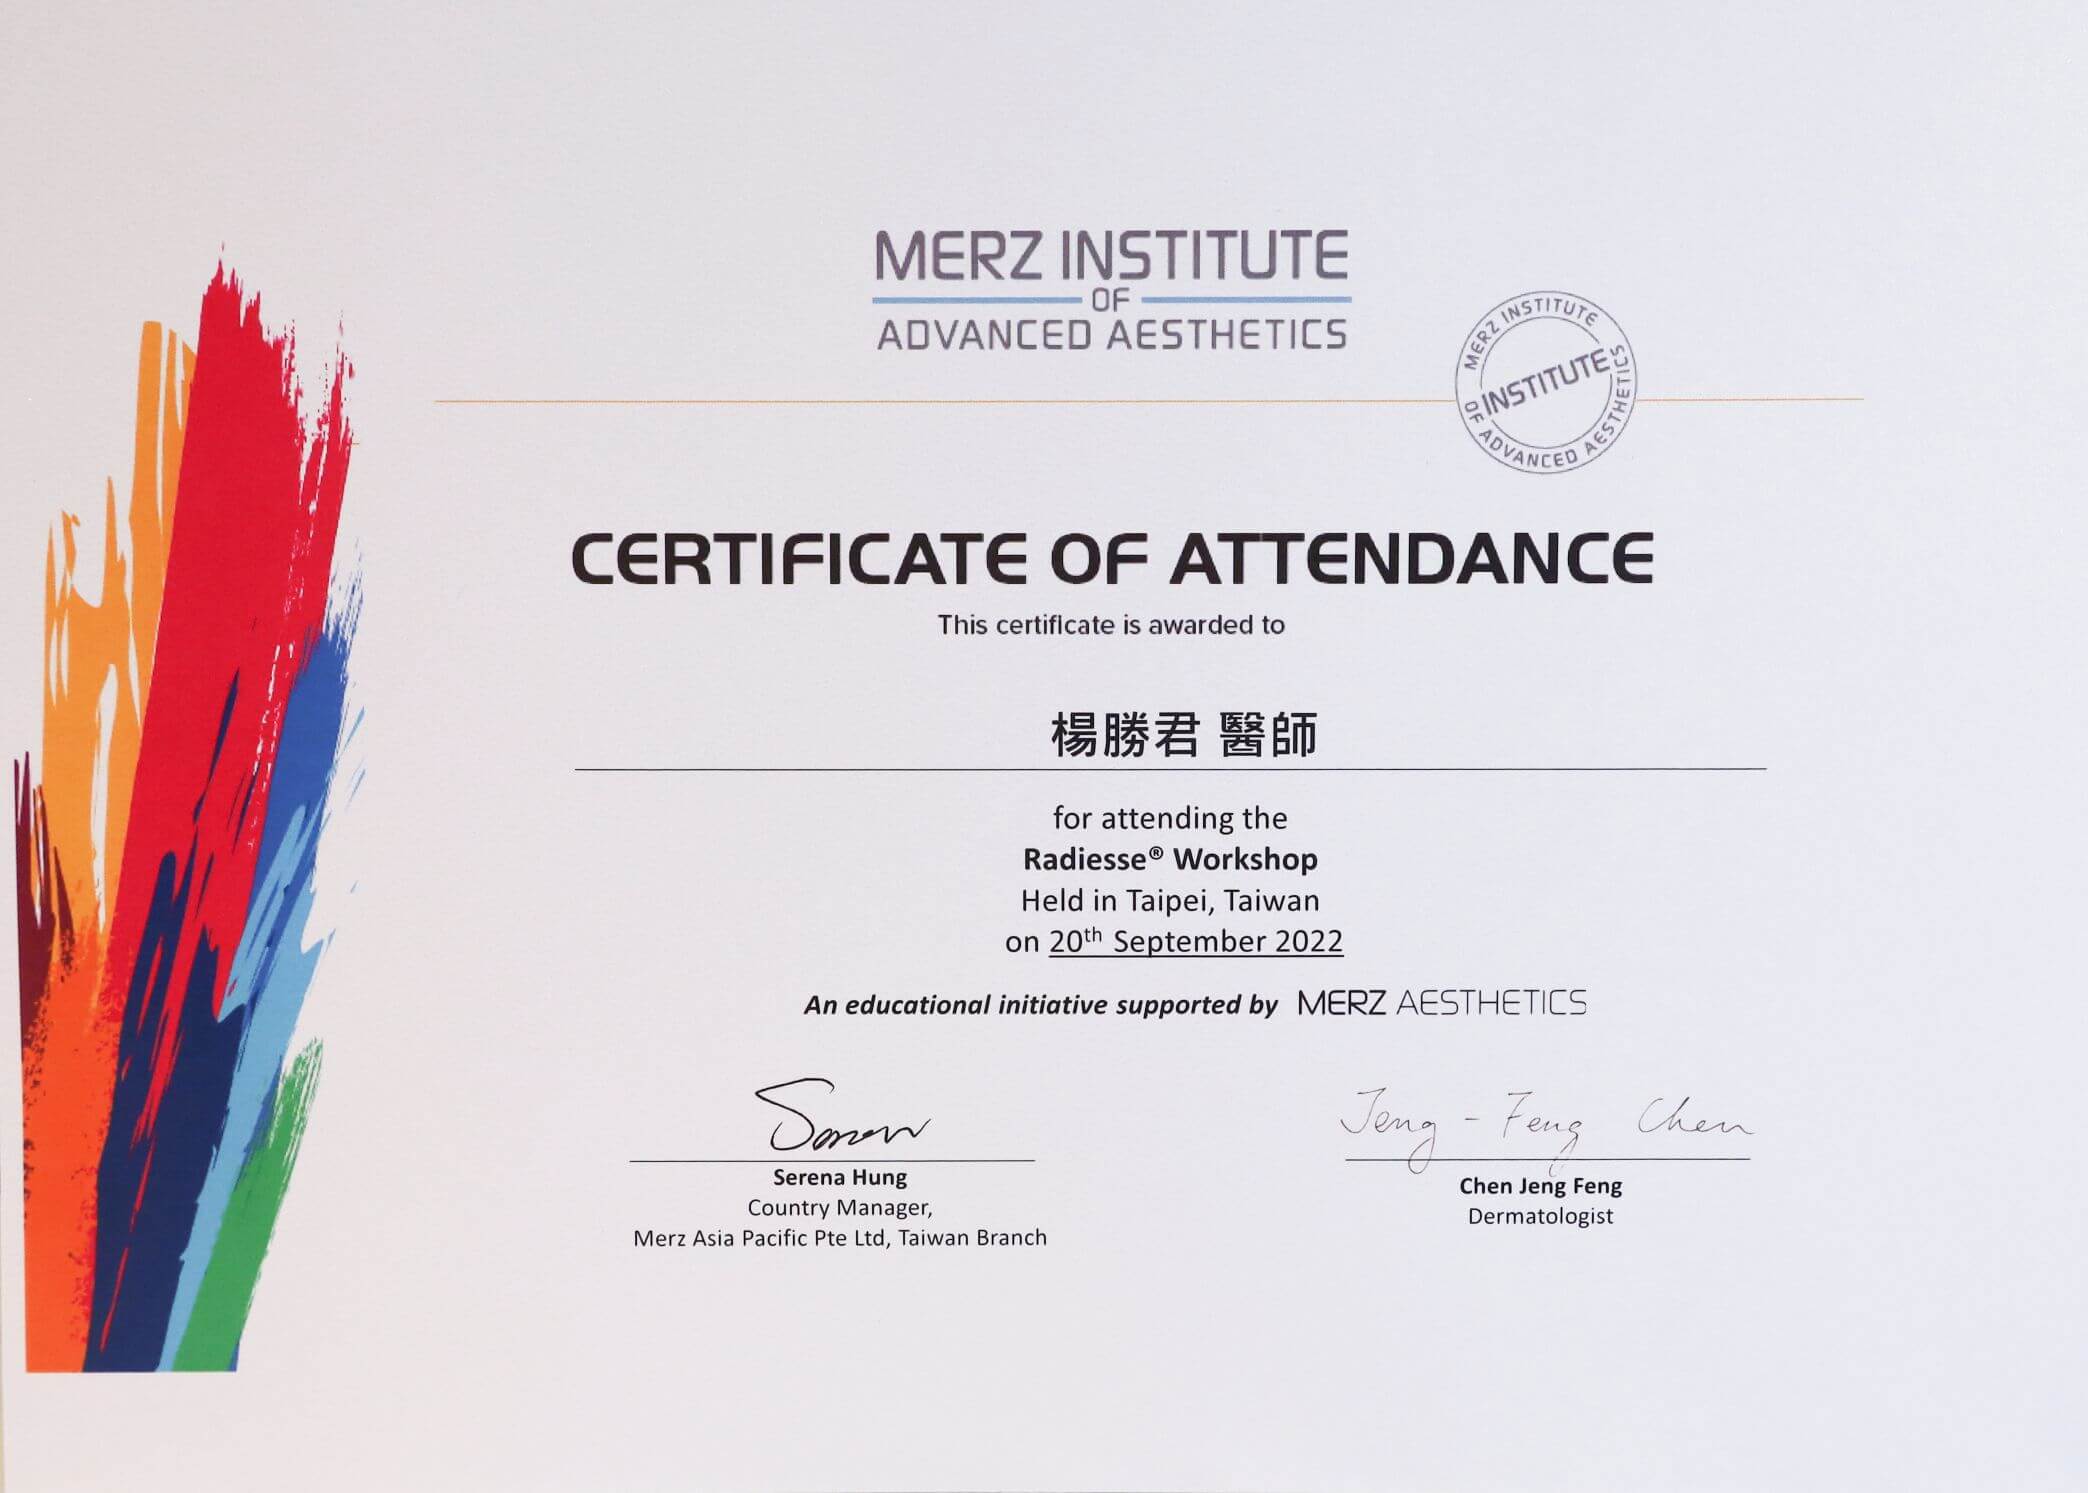 MERZ INSTITUTE
OF
ADVANCED AESTHETICS
MERZ INSTITUTE
INSTITUTE
OF ADVANCED AESTHETICS
CERTIFICATE OF ATTENDANCE
This certificate is awarded to
楊勝君 醫師
for attending the
Radiesse® Workshop
Held in Taipei, Taiwan
on 20th September 2022
An educational initiative supported by MERZ AESTHETICS
Jeng - Feng Chen
Serena Hung
Country Manager,
Merz Asia Pacific Pte Ltd, Taiwan Branch
Chen Jeng Feng
Dermatologist